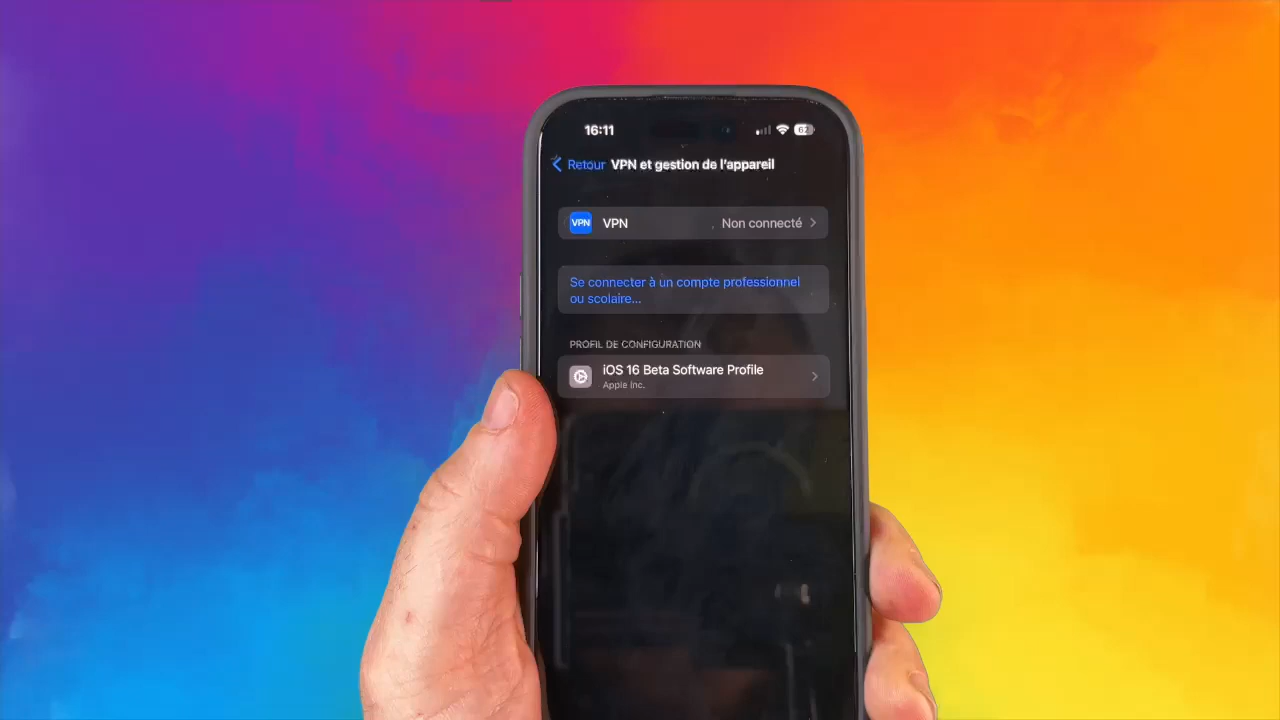 16:11
62
Retour VPN et gestion de l'appareil
VPN VPN Non connecté
Se connecter à un compte professionnel
ou scolaire...
PROFIL DE CONFIGURATION
iOS 16 Beta Software Profile
Apple Inc.